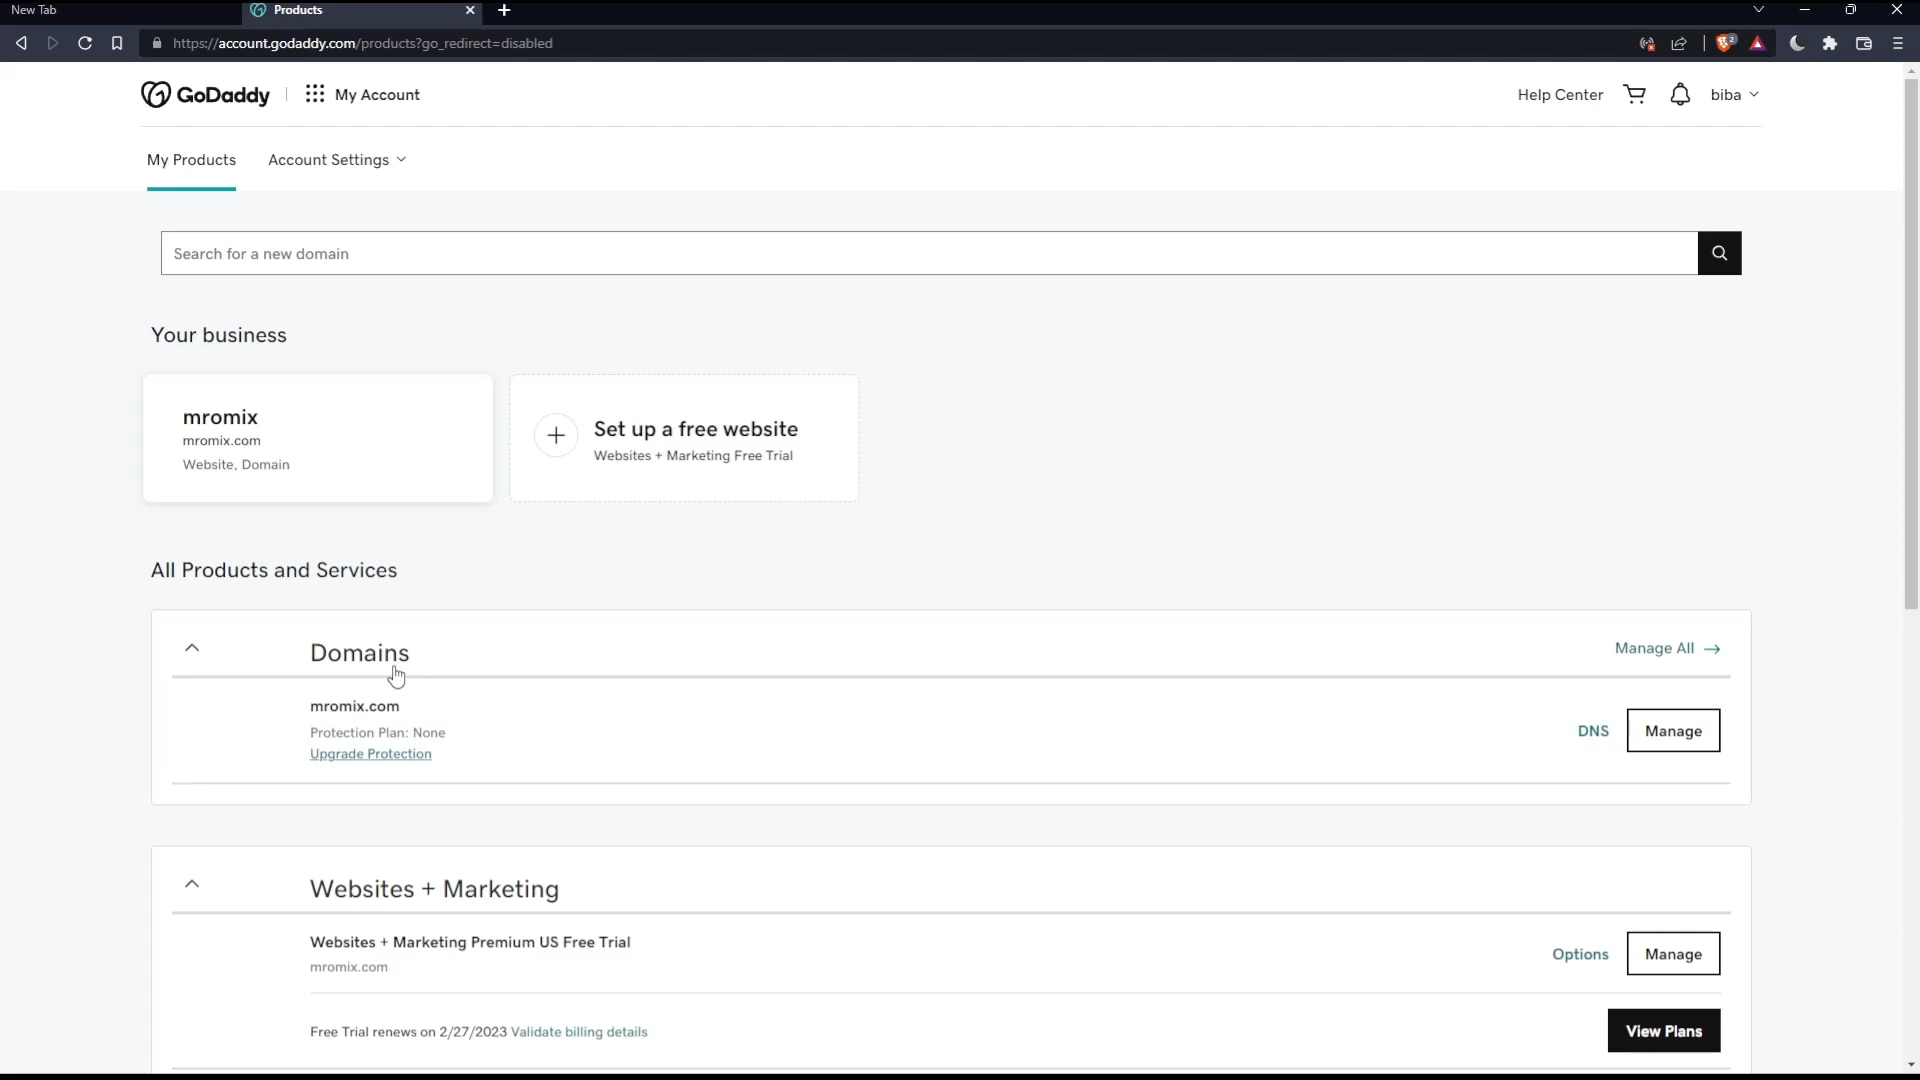 New Tab
Products
https://account.godaddy.com/products?go_redirect=disabled
2
GoDaddy
My Account
Help Center
biba
My Products
Account Settings
Search for a new domain
Your business
mromix
mromix.com
Website, Domain
Set up a free website
Websites + Marketing Free Trial
All Products and Services
Domains
Manage All →
mromix.com
Protection Plan: None
Upgrade Protection
DNS
Manage
Websites + Marketing
Websites + Marketing Premium US Free Trial
mromix.com
Options
Manage
Free Trial renews on 2/27/2023 Validate billing details
View Plans